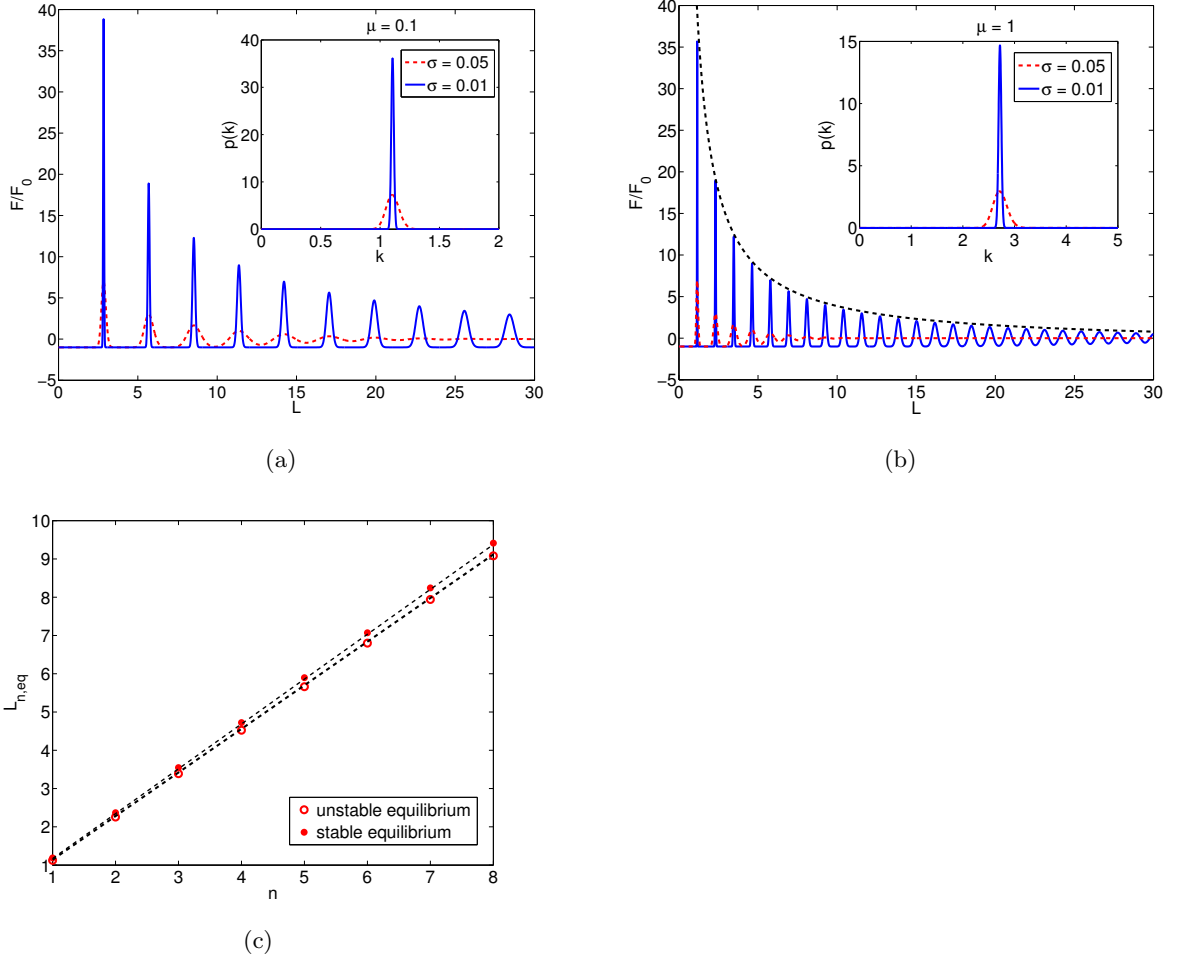 40
35
30
25
20
15
10
5
0
−5
F/F0
0 5 10 15 20 25 30
L
μ = 0.1
40
30
20
10
0
p(k)
0 0.5 1 1.5 2
k
σ = 0.05
σ = 0.01
(a)
40
35
30
25
20
15
10
5
0
−5
F/F0
0 5 10 15 20 25 30
L
μ = 1
15
10
5
0
p(k)
0 1 2 3 4 5
k
σ = 0.05
σ = 0.01
(b)
10
9
8
7
6
5
4
3
2
1
Ln,eq
1 2 3 4 5 6 7 8
n
unstable equilibrium
stable equilibrium
(c)